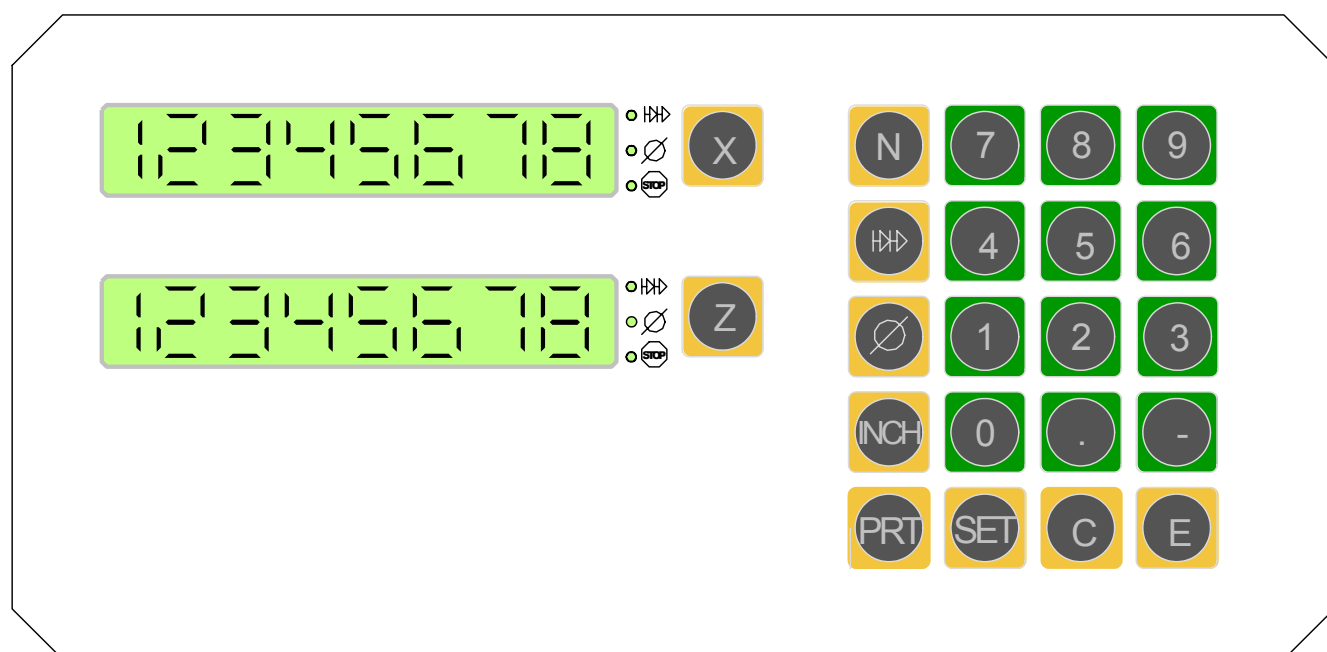 12345678
STOP
X
N 7 8 9
4 5 6
12345678
STOP
Z
1 2 3
INCH 0 . -
PRT SET C E